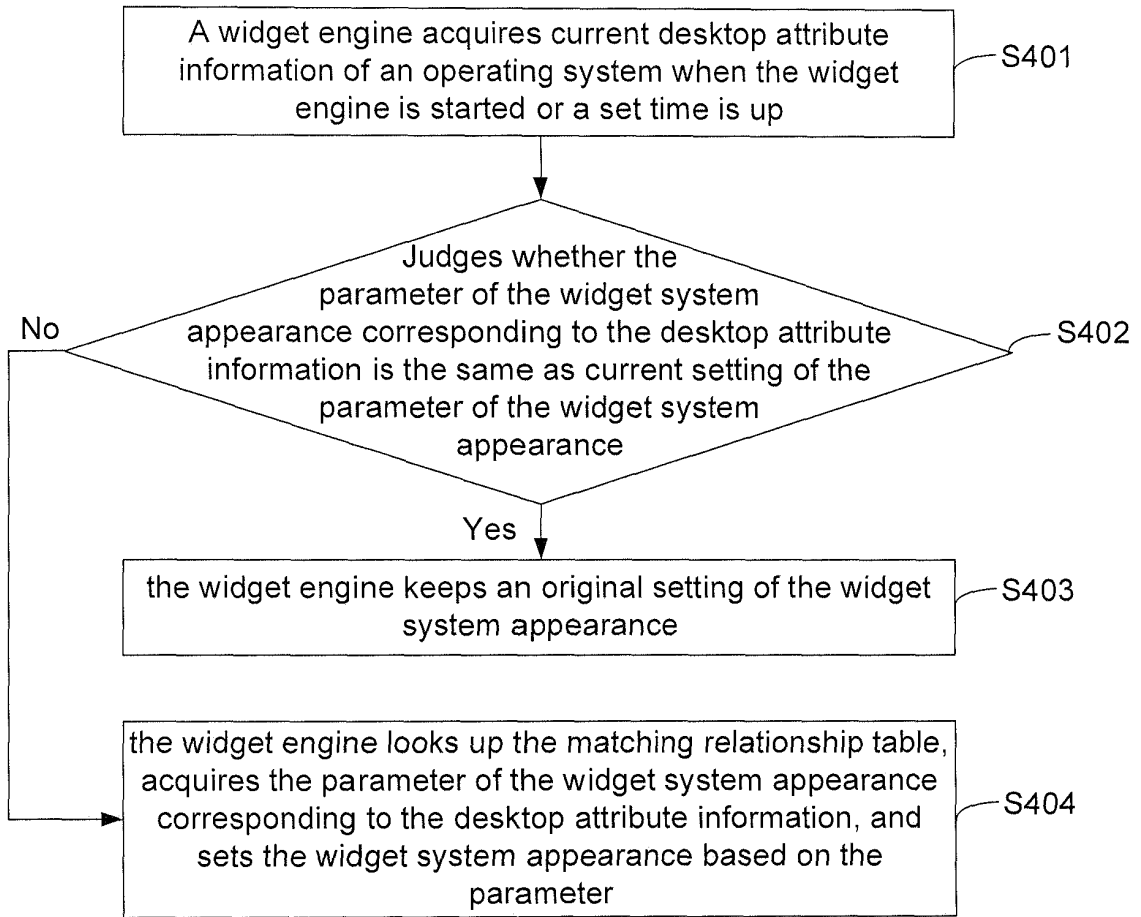 A widget engine acquires current desktop attribute
information of an operating system when the widget
engine is started or a set time is up
S401
Judges whether the
parameter of the widget system
appearance corresponding to the desktop attribute
information is the same as current setting of the
parameter of the widget system
appearance
S402
No
Yes
the widget engine keeps an original setting of the widget
system appearance
S403
the widget engine looks up the matching relationship table,
acquires the parameter of the widget system appearance
corresponding to the desktop attribute information, and
sets the widget system appearance based on the
parameter
S404